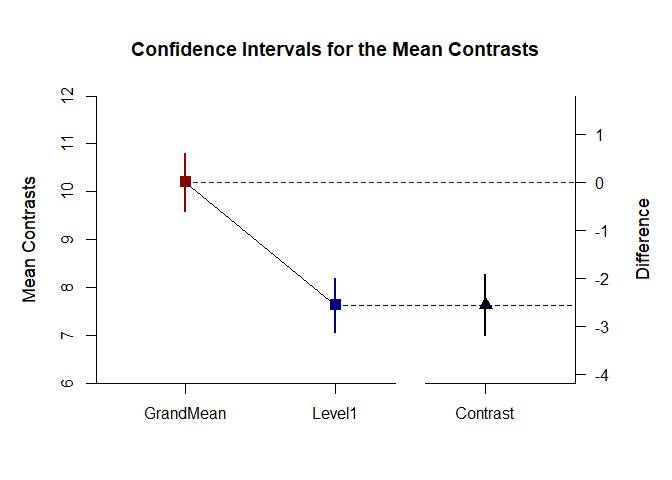 Confidence Intervals for the Mean Contrasts
Mean Contrasts
12
11
10
9
8
7
6
1
0
-1
-2
-3
-4
Difference
GrandMean
Level1
Contrast